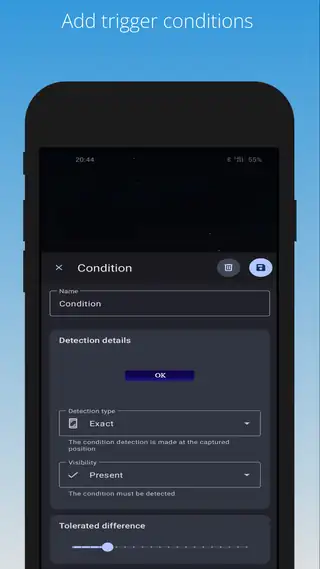 Add trigger conditions
20:44
55%
Condition
Name
Condition
Detection details
OK
Detection type
Exact
The condition detection is made at the captured
position
Visibility
Present
The condition must be detected
Tolerated difference